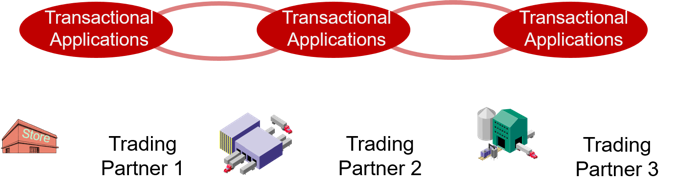 Transactional
Applications
Transactional
Applications
Transactional
Applications
Store
Trading
Partner 1
Trading
Partner 2
Trading
Partner 3